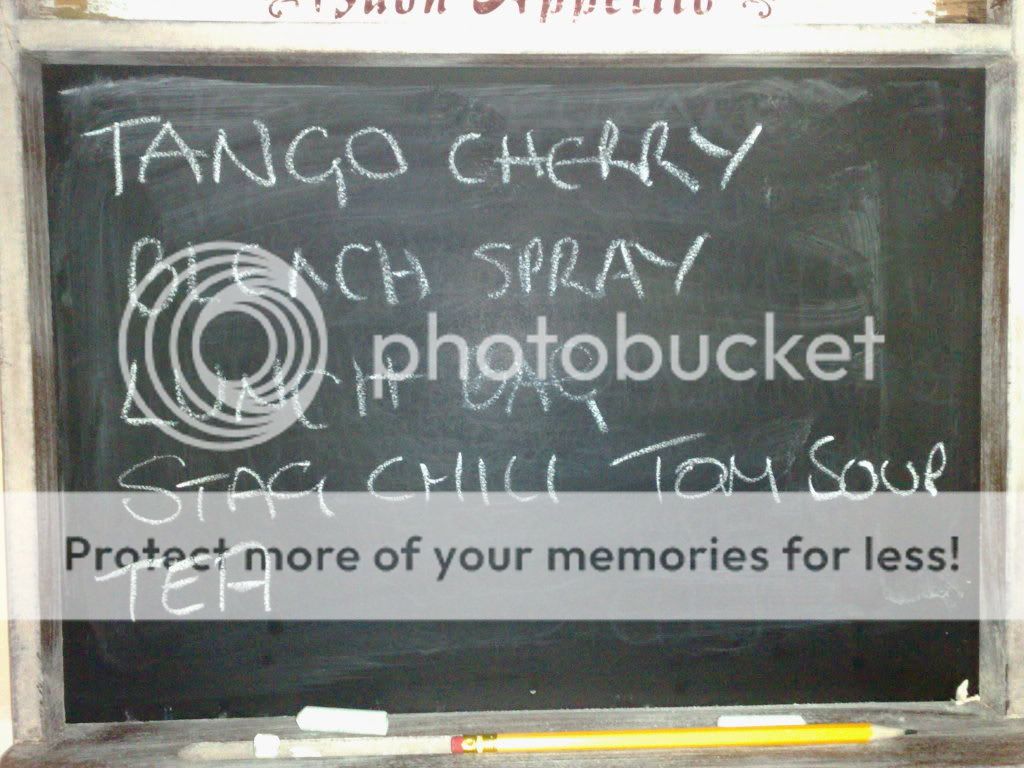 Buon Appetito
TANGO CHERRY
BLEACH SPRAY
photobucket
LUNCH BAG
STAG CHILI TOM SOUP
Protect more of your memories for less!
TEA